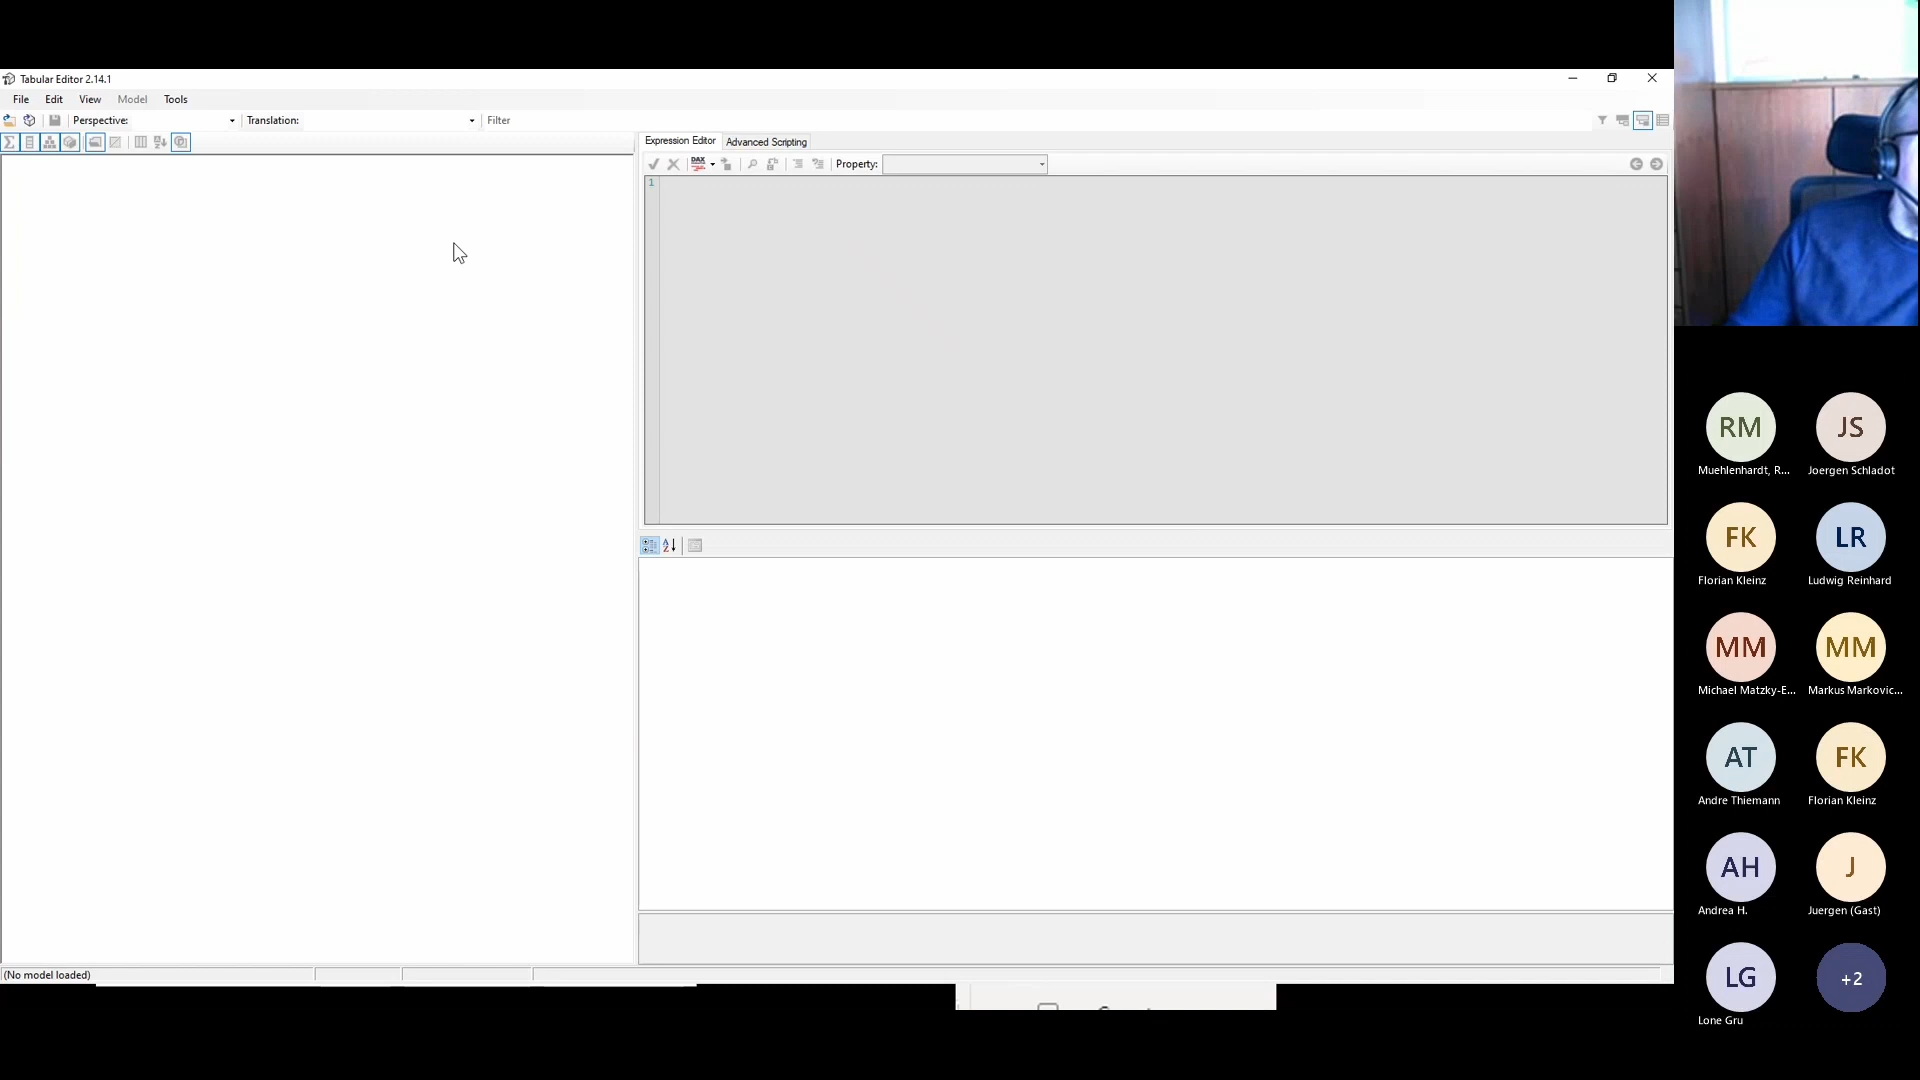 Tabular Editor 2.14.1
File Edit View Model Tools
Perspective: Translation: Filter
Expression Editor Advanced Scripting
DAX Property:
1
(No model loaded)
RM JS
Muehlenhardt, R... Joergen Schladot
FK LR
Florian Kleinz Ludwig Reinhard
MM MM
Michael Matzky-E... Markus Markovic...
AT FK
Andre Thiemann Florian Kleinz
AH J
Andrea H. Juergen (Gast)
LG +2
Lone Gru